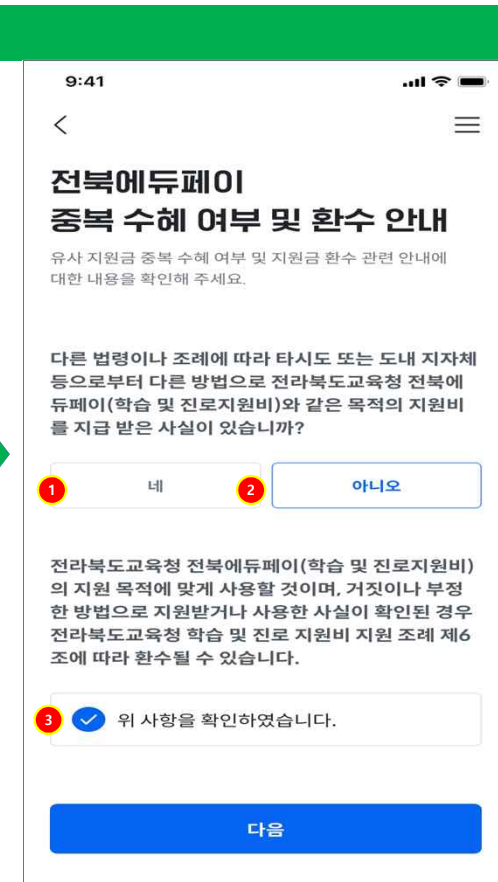 9:41
전북에듀페이
중복 수혜 여부 및 환수 안내
유사 지원금 중복 수혜 여부 및 지원금 환수 관련 안내에
대한 내용을 확인해 주세요.
다른 법령이나 조례에 따라 타시도 또는 도내 지자체
등으로부터 다른 방법으로 전라북도교육청 전북에
듀페이(학습 및 진로지원비)와 같은 목적의 지원비
를 지급 받은 사실이 있습니까?
1 네 2 아니오
전라북도교육청 전북에듀페이(학습 및 진로지원비)
의 지원 목적에 맞게 사용할 것이며, 거짓이나 부정
한 방법으로 지원받거나 사용한 사실이 확인된 경우
전라북도교육청 학습 및 진로 지원비 지원 조례 제6
조에 따라 환수될 수 있습니다.
3 위 사항을 확인하였습니다.
다음